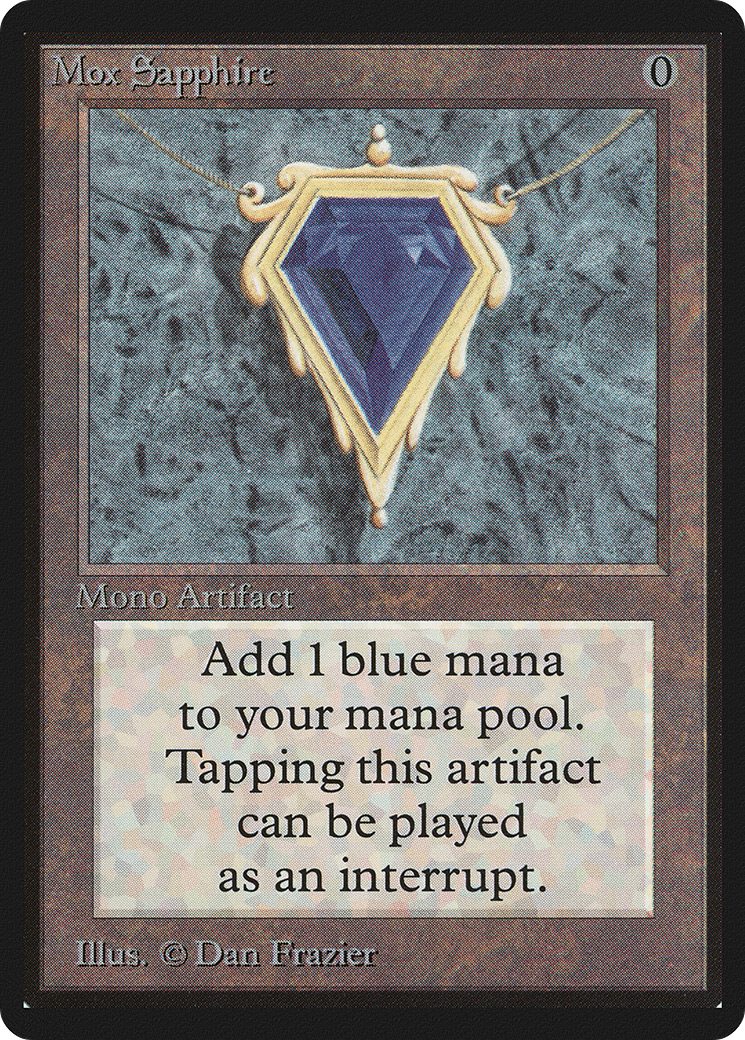 Mox Sapphire 0
Mono Artifact
Add 1 blue mana
to your mana pool.
Tapping this artifact
can be played
as an interrupt.
Illus. © Dan Frazier